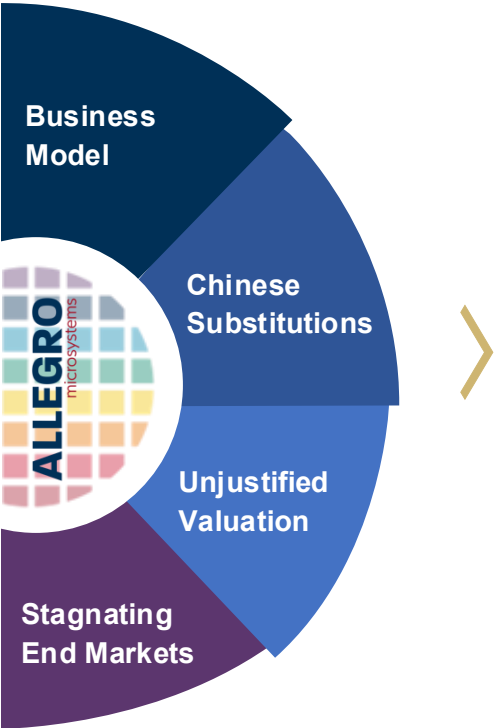 Business
Model
Chinese
Substitutions
ALLEGRO
microsystems
Unjustified
Valuation
Stagnating
End Markets